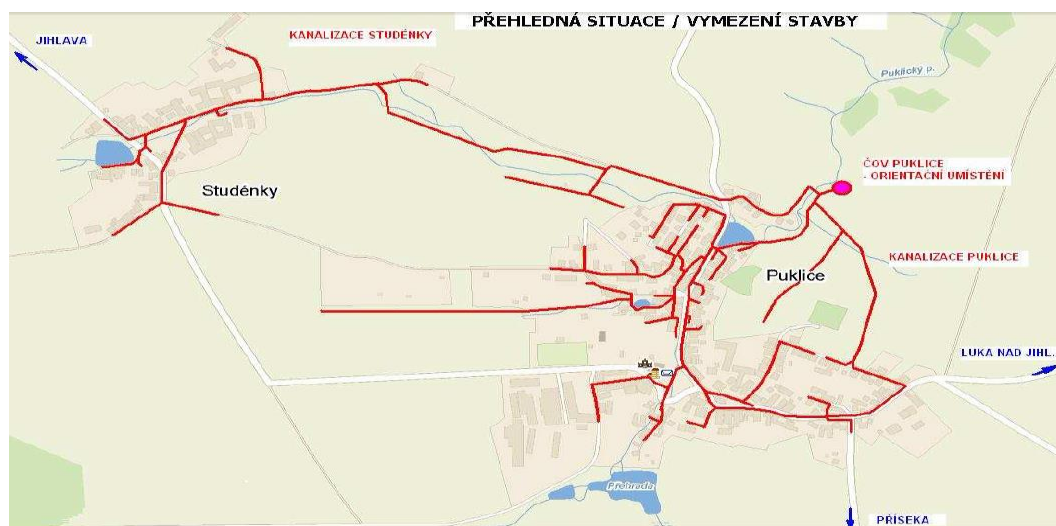 PŘEHLEDNÁ SITUACE / VYMEZENÍ STAVBY
KANALIZACE STUDÉNKY
JIHLAVA
Puklický p.
ČOV PUKLICE
- ORIENTAČNÍ UMÍSTĚNÍ
Studénky
KANALIZACE PUKLICE
Puklice
LUKA NAD JIHL.
Přehrada
PŘÍSEKA